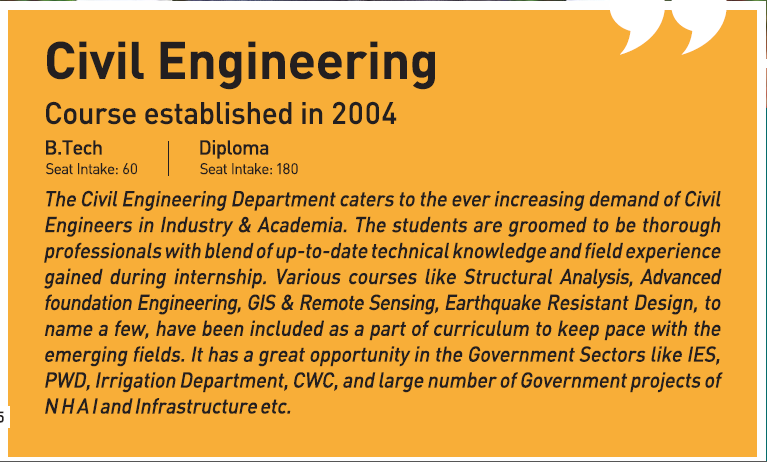 Civil Engineering
Course established in 2004
B.Tech
Seat Intake: 60
Diploma
Seat Intake: 180
The Civil Engineering Department caters to the ever increasing demand of Civil
Engineers in Industry & Academia. The students are groomed to be thorough
professionals with blend of up-to-date technical knowledge and field experience
gained during internship. Various courses like Structural Analysis, Advanced
foundation Engineering, GIS & Remote Sensing, Earthquake Resistant Design, to
name a few, have been included as a part of curriculum to keep pace with the
emerging fields. It has a great opportunity in the Government Sectors like IES,
PWD, Irrigation Department, CWC, and large number of Government projects of
N H A I and Infrastructure etc.
5